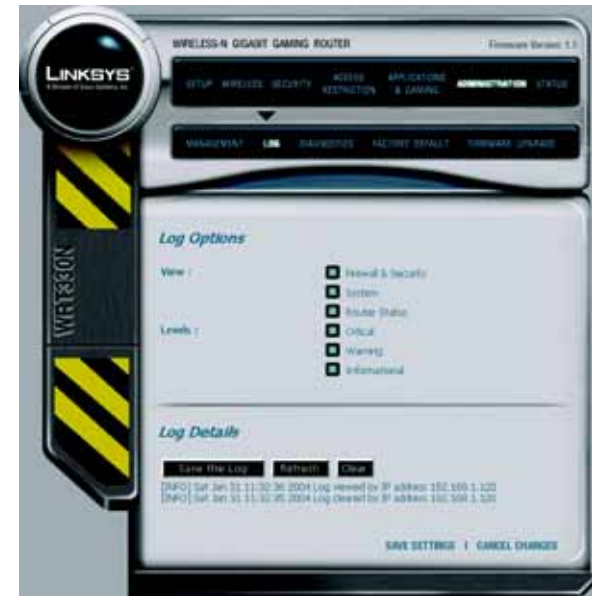 WIRELESS-N GIGABIT GAMING ROUTER
Firmware Version: 1.1
LINKSYS
A Division of Cisco Systems, Inc.
SETUP WIRELESS SECURITY ACCESS RESTRICTION APPLICATIONS & GAMING ADMINISTRATION STATUS
MANAGEMENT LOG DIAGNOSTICS FACTORY DEFAULT FIRMWARE UPGRADE
WRT330N
Log Options
View :
Firewall & Security
System
Router Status
Levels :
Critical
Warning
Informational
Log Details
Save the Log Refresh Clear
[INFO] Sat Jan 31 11:32:36 2004 Log viewed by IP address 192.168.1.120
[INFO] Sat Jan 31 11:32:35 2004 Log cleared by IP address 192.168.1.120
SAVE SETTINGS | CANCEL CHANGES